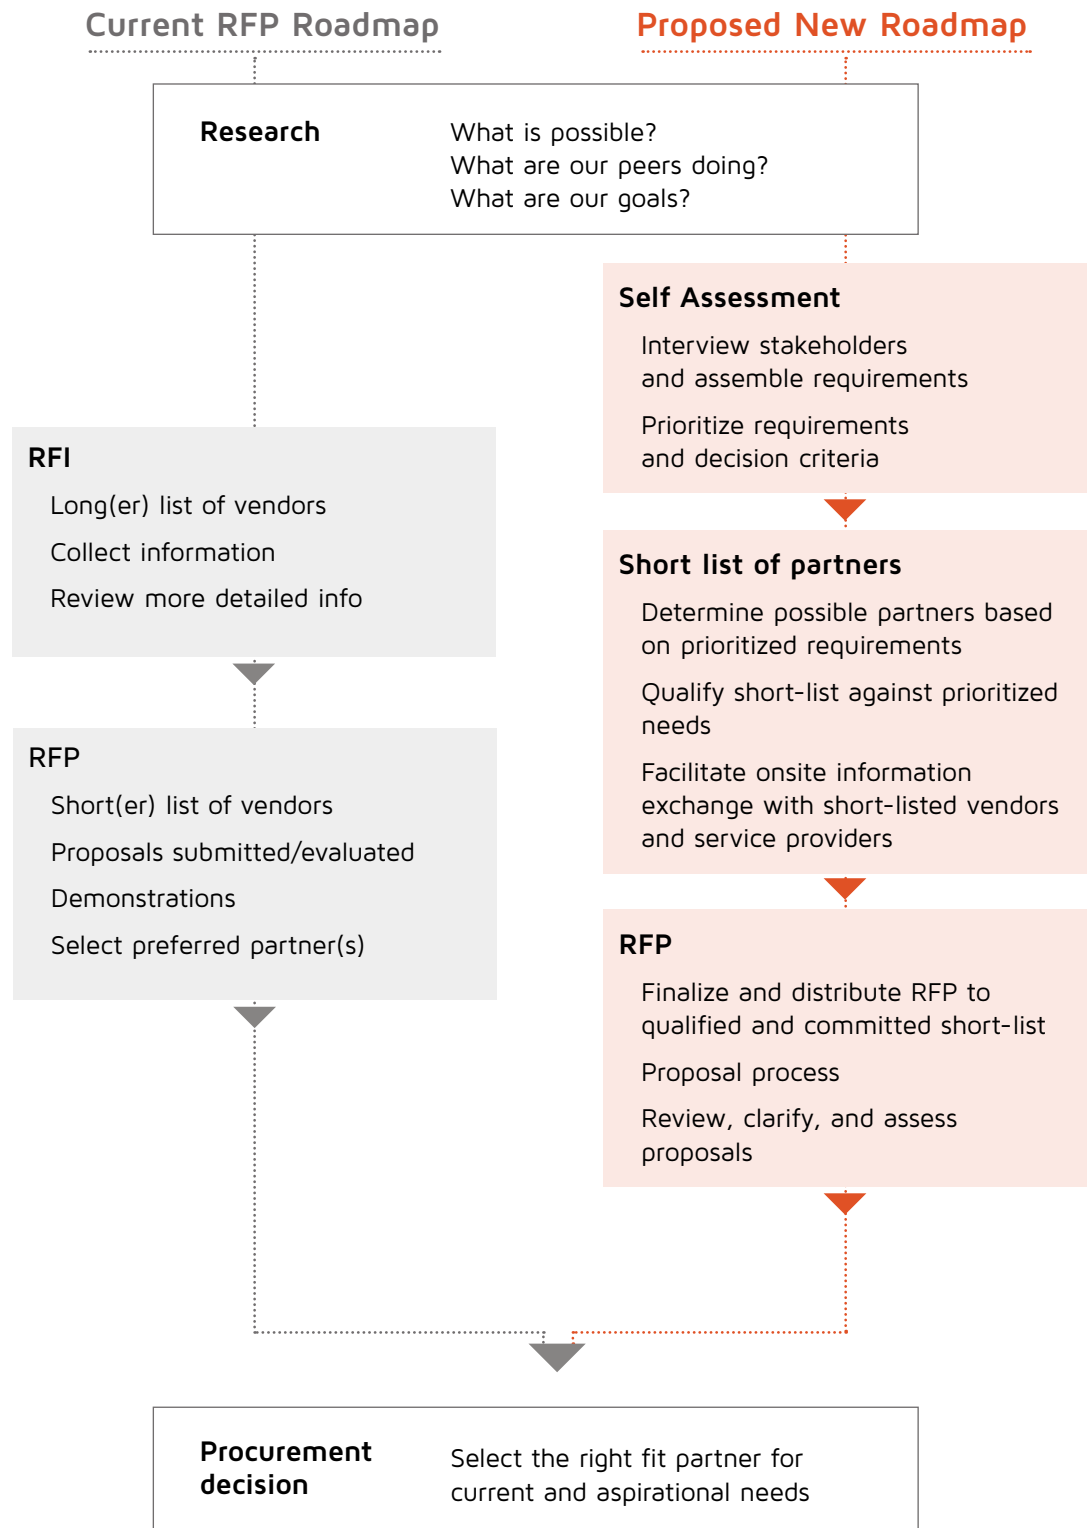 Current RFP Roadmap
Proposed New Roadmap
Research
What is possible?
What are our peers doing?
What are our goals?
RFI
Long(er) list of vendors
Collect information
Review more detailed info
RFP
Short(er) list of vendors
Proposals submitted/evaluated
Demonstrations
Select preferred partner(s)
Self Assessment
Interview stakeholders
and assemble requirements
Prioritize requirements
and decision criteria
Short list of partners
Determine possible partners based
on prioritized requirements
Qualify short-list against prioritized
needs
Facilitate onsite information
exchange with short-listed vendors
and service providers
RFP
Finalize and distribute RFP to
qualified and committed short-list
Proposal process
Review, clarify, and assess
proposals
Procurement
decision
Select the right fit partner for
current and aspirational needs